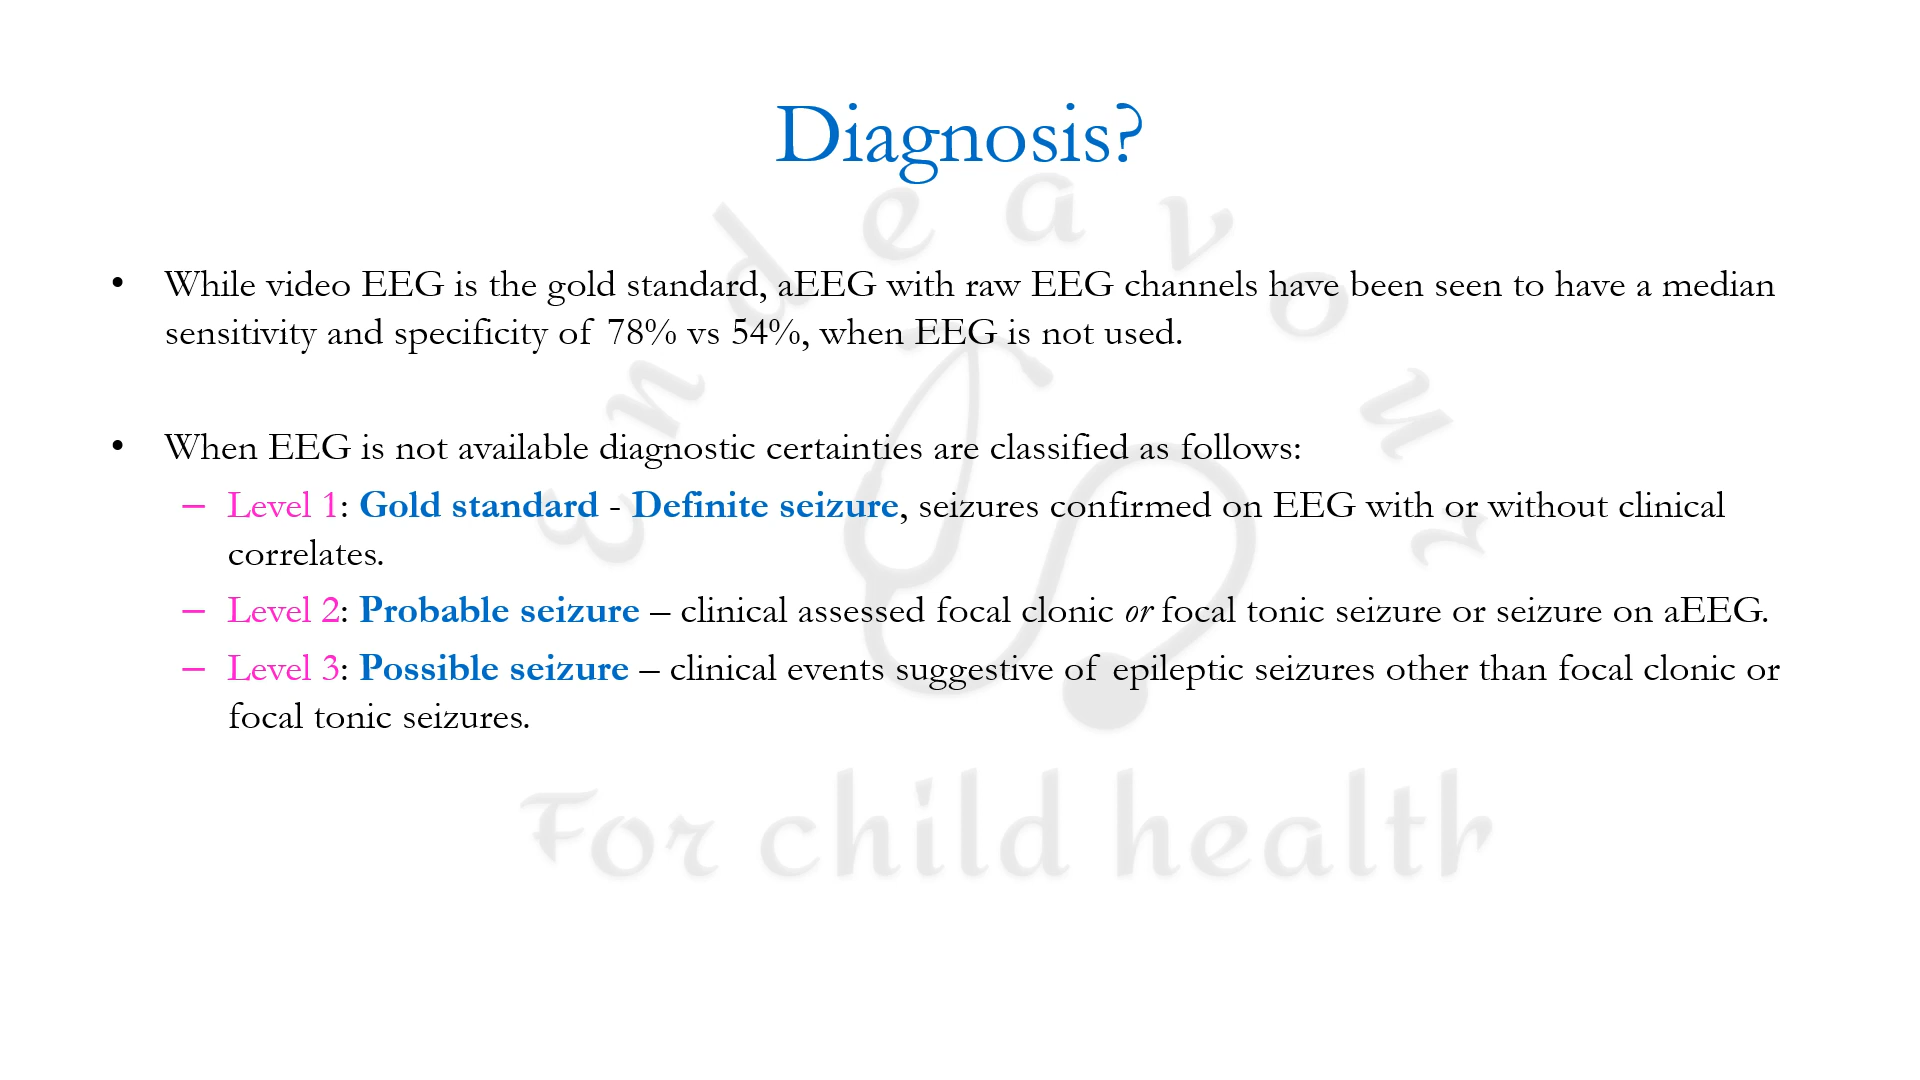 Diagnosis?
• While video EEG is the gold standard, aEEG with raw EEG channels have been seen to have a median
sensitivity and specificity of 78% vs 54%, when EEG is not used.
• When EEG is not available diagnostic certainties are classified as follows:
– Level 1: Gold standard - Definite seizure, seizures confirmed on EEG with or without clinical
correlates.
– Level 2: Probable seizure – clinical assessed focal clonic or focal tonic seizure or seizure on aEEG.
– Level 3: Possible seizure – clinical events suggestive of epileptic seizures other than focal clonic or
focal tonic seizures.
Endeavour
For child health